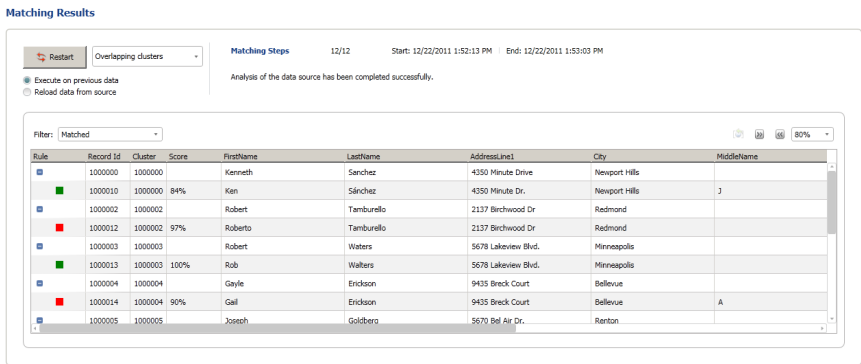 Matching Results
Restart Overlapping clusters
Matching Steps 12/12 Start: 12/22/2011 1:52:13 PM End: 12/22/2011 1:53:03 PM
Execute on previous data
Reload data from source
Analysis of the data source has been completed successfully.
Filter: Matched 80%
Rule Record Id Cluster Score FirstName LastName AddressLine1 City MiddleName
1000000 1000000 Kenneth Sanchez 4350 Minute Drive Newport Hills
1000010 1000000 84% Ken Sánchez 4350 Minute Dr. Newport Hills J
1000002 1000002 Robert Tamburello 2137 Birchwood Dr Redmond
1000012 1000002 97% Roberto Tamburello 2137 Birchwood Dr Redmond
1000003 1000003 Robert Waters 5678 Lakeview Blvd. Minneapolis
1000013 1000003 100% Rob Walters 5678 Lakeview Blvd. Minneapolis
1000004 1000004 Gayle Erickson 9435 Breck Court Bellevue
1000014 1000004 90% Gail Erickson 9435 Breck Court Bellevue A
1000005 1000005 Joseph Goldberg 5670 Bel Air Dr. Renton